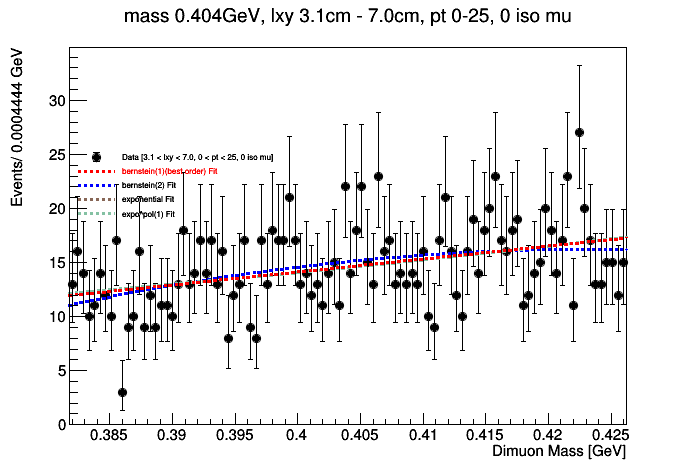 mass 0.404GeV, lxy 3.1cm - 7.0cm, pt 0-25, 0 iso mu
Events/ 0.0004444 GeV
30
25
20
15
10
5
0
Data [3.1 < lxy < 7.0, 0 < pt < 25, 0 iso mu]
bernstein(1)(best order) Fit
bernstein(2) Fit
exponential Fit
expo*pol(1) Fit
0.385 0.39 0.395 0.4 0.405 0.41 0.415 0.42 0.425
Dimuon Mass [GeV]